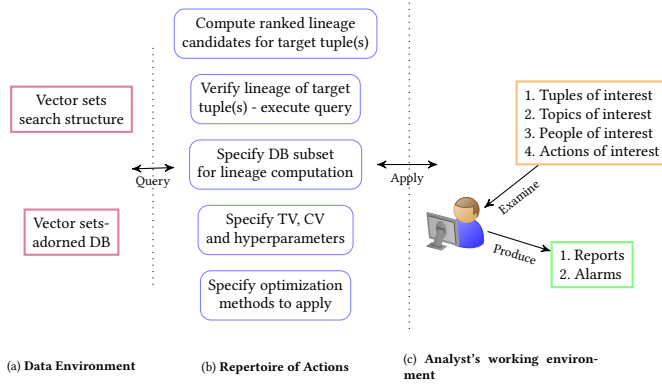 Compute ranked lineage
candidates for target tuple(s)
Verify lineage of target
tuple(s) - execute query
Specify DB subset
for lineage computation
Specify TV, CV
and hyperparameters
Specify optimization
methods to apply
Vector sets
search structure
Vector sets-
adorned DB
Query
Apply
1. Tuples of interest
2. Topics of interest
3. People of interest
4. Actions of interest
Examine
Produce
1. Reports
2. Alarms
(a) Data Environment
(b) Repertoire of Actions
(c) Analyst's working environ-
ment